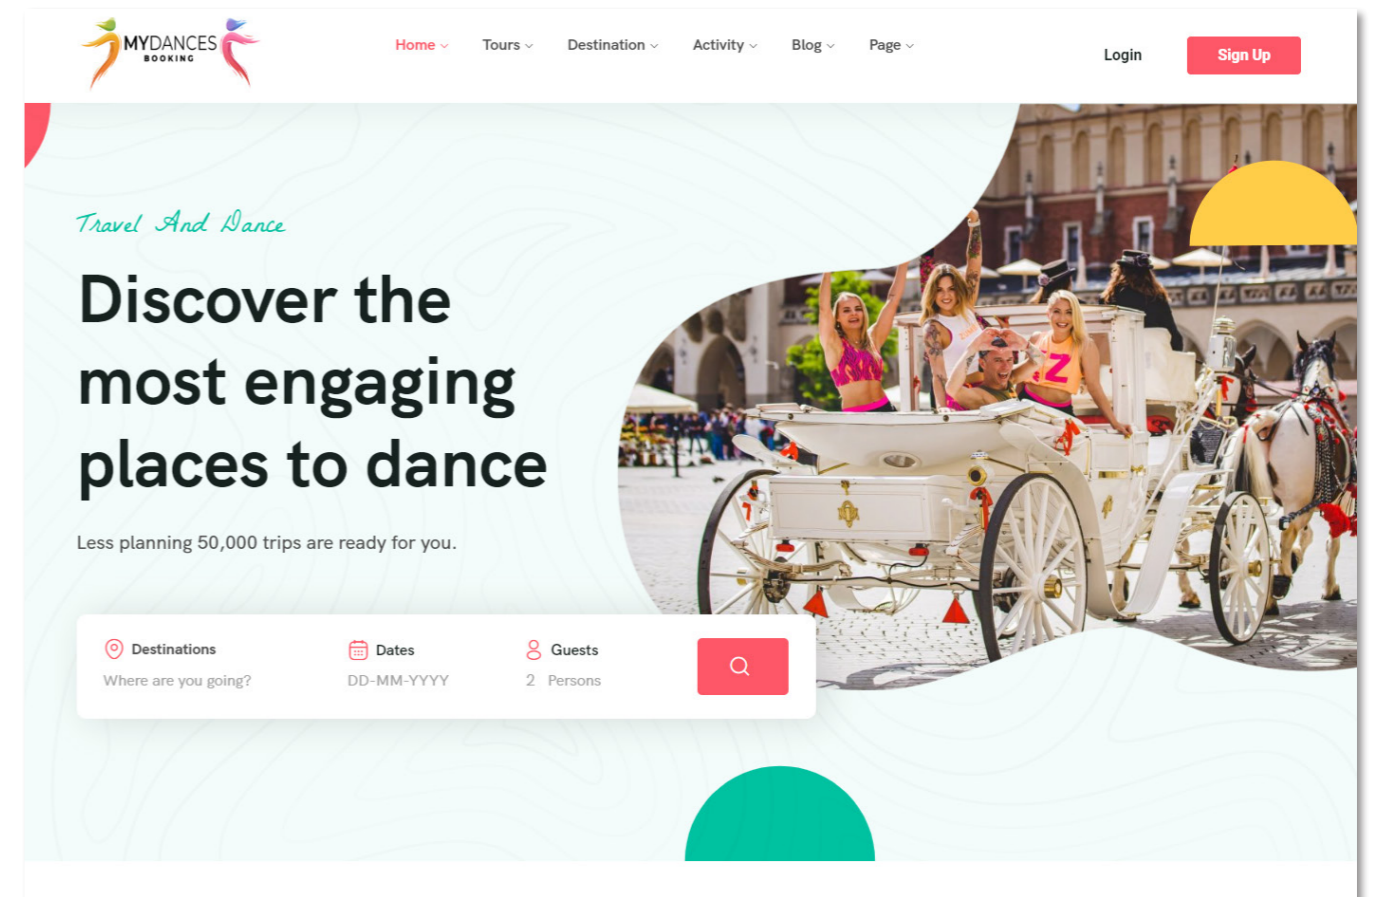 MYDANCES
BOOKING
Home
Tours
Destination
Activity
Blog
Page
Login
Sign Up
Travel And Dance
Discover the
most engaging
places to dance
Less planning 50,000 trips are ready for you.
Destinations
Where are you going?
Dates
DD-MM-YYYY
Guests
2 Persons
Z